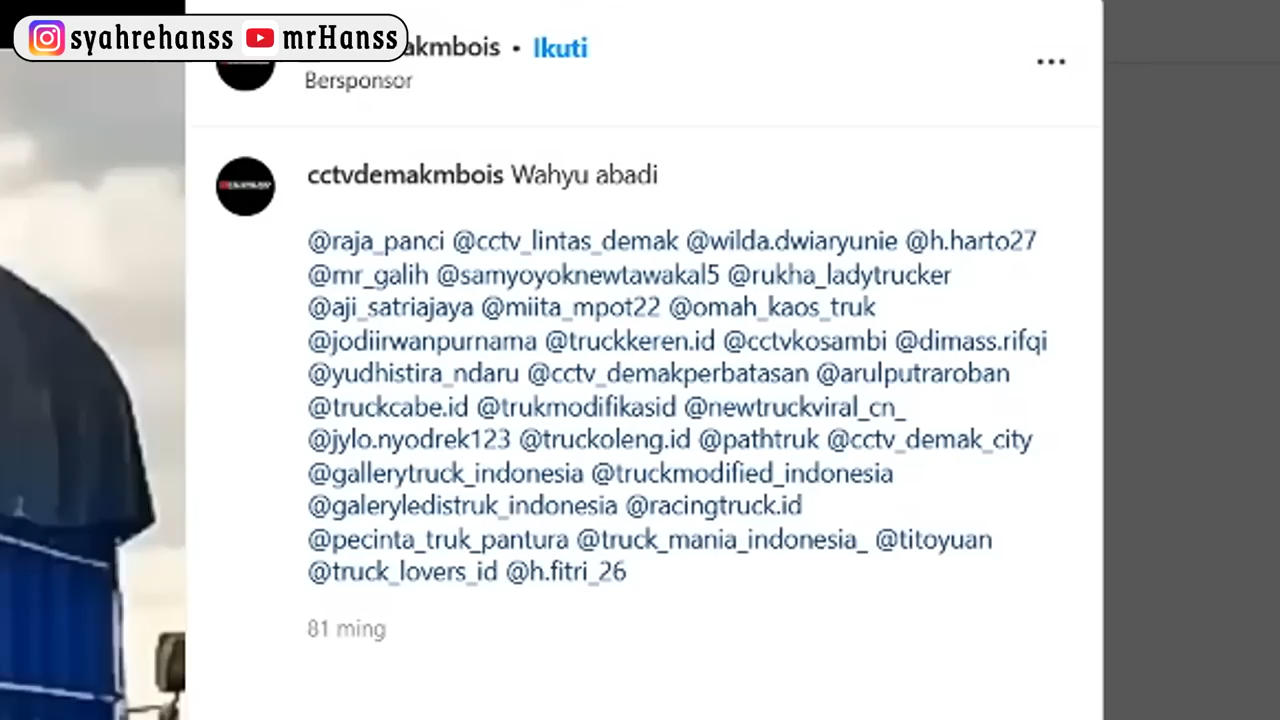 syahrehanss mrHanss
akmbois • Ikuti
Bersponsor
cctvdemakmbois Wahyu abadi
@raja_panci @cctv_lintas_demak @wilda.dwiaryunie @h.harto27
@mr_galih @samyoyoknewtawakal5 @rukha_ladytrucker
@aji_satriajaya @miita_mpot22 @omah_kaos_truk
@jodiirwanpurnama @truckkeren.id @cctvkosambi @dimass.rifqi
@yudhistira_ndaru @cctv_demakperbatasan @arulputraroban
@truckcabe.id @trukmodifikasid @newtruckviral_cn_
@jylo.nyodrek123 @truckoleng.id @pathtruk @cctv_demak_city
@gallerytruck_indonesia @truckmodified_indonesia
@galeryledistruk_indonesia @racingtruck.id
@pecinta_truk_pantura @truck_mania_indonesia_ @titoyuan
@truck_lovers_id @h.fitri_26
81 ming